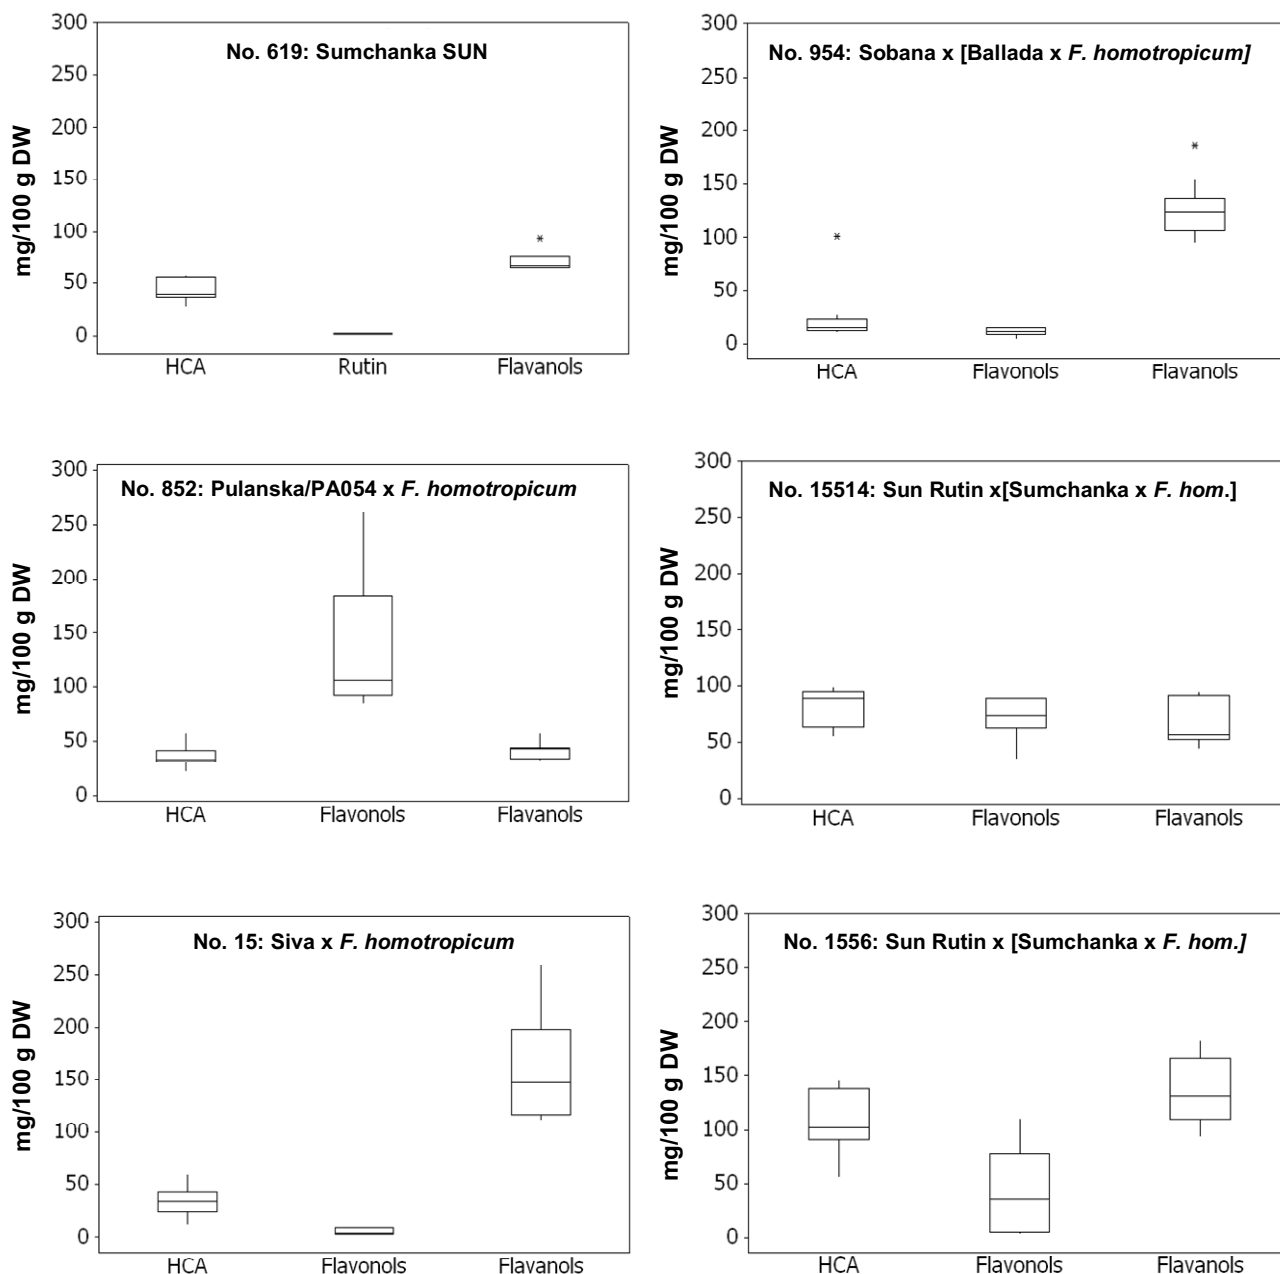 No. 619: Sumchanka SUN
mg/100 g DW
300
250
200
150
100
50
0
HCA Rutin Flavanols
No. 954: Sobana x [Ballada x F. homotropicum]
mg/100 g DW
300
250
200
150
100
50
0
HCA Flavonols Flavanols
No. 852: Pulanska/PA054 x F. homotropicum
mg/100 g DW
300
250
200
150
100
50
0
HCA Flavonols Flavanols
No. 15514: Sun Rutin x[Sumchanka x F. hom.]
mg/100 g DW
300
250
200
150
100
50
0
HCA Flavonols Flavanols
No. 15: Siva x F. homotropicum
mg/100 g DW
300
250
200
150
100
50
0
HCA Flavonols Flavanols
No. 1556: Sun Rutin x [Sumchanka x F. hom.]
mg/100 g DW
300
250
200
150
100
50
0
HCA Flavonols Flavanols